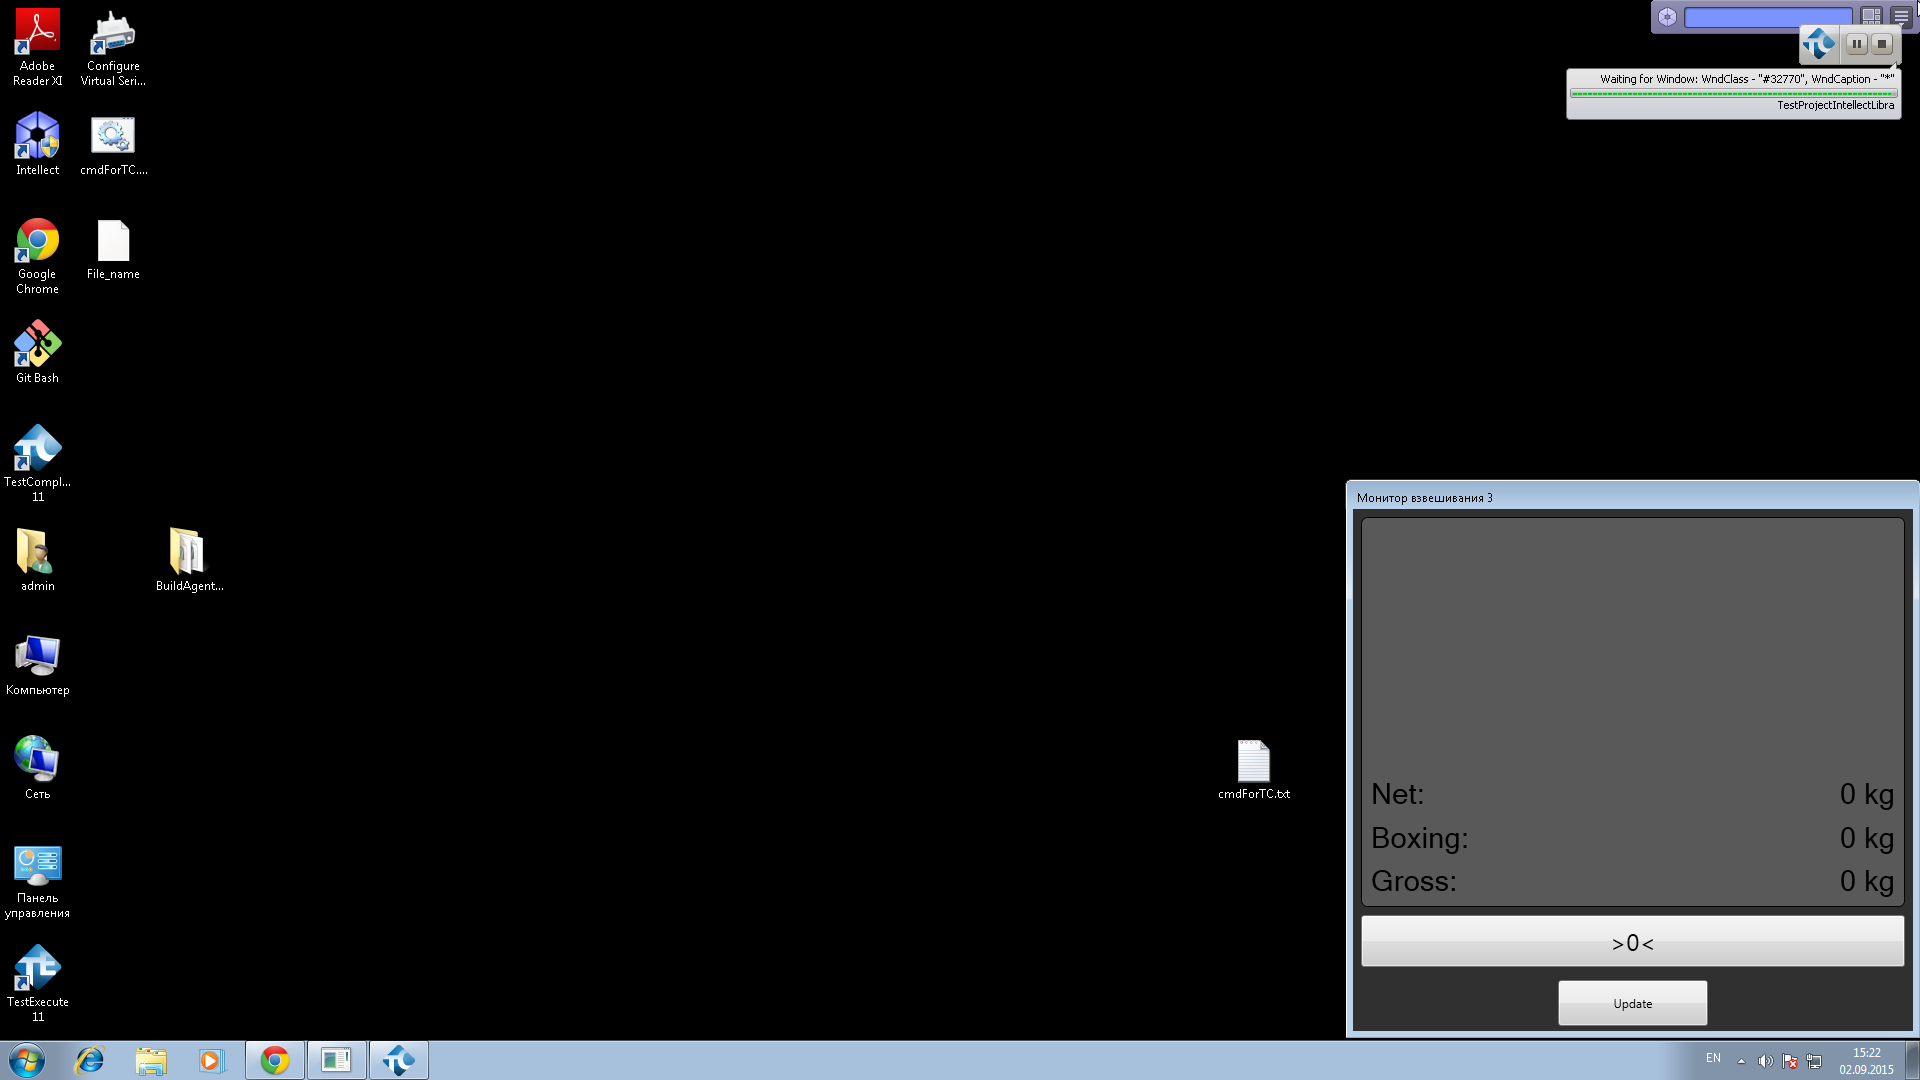 Adobe
Reader XI
Configure
Virtual Seri...
Intellect
cmdForTC....
Google
Chrome
File_name
Git Bash
TestCompl...
11
admin
BuildAgent...
Компьютер
Сеть
cmdForTC.txt
Панель
управления
TestExecute
11
Waiting for Window: WndClass - "#32770", WndCaption - "*"
TestProjectIntellectLibra
Монитор взвешивания 3
Net: 0 kg
Boxing: 0 kg
Gross: 0 kg
>0<
Update
EN
15:22
02.09.2015